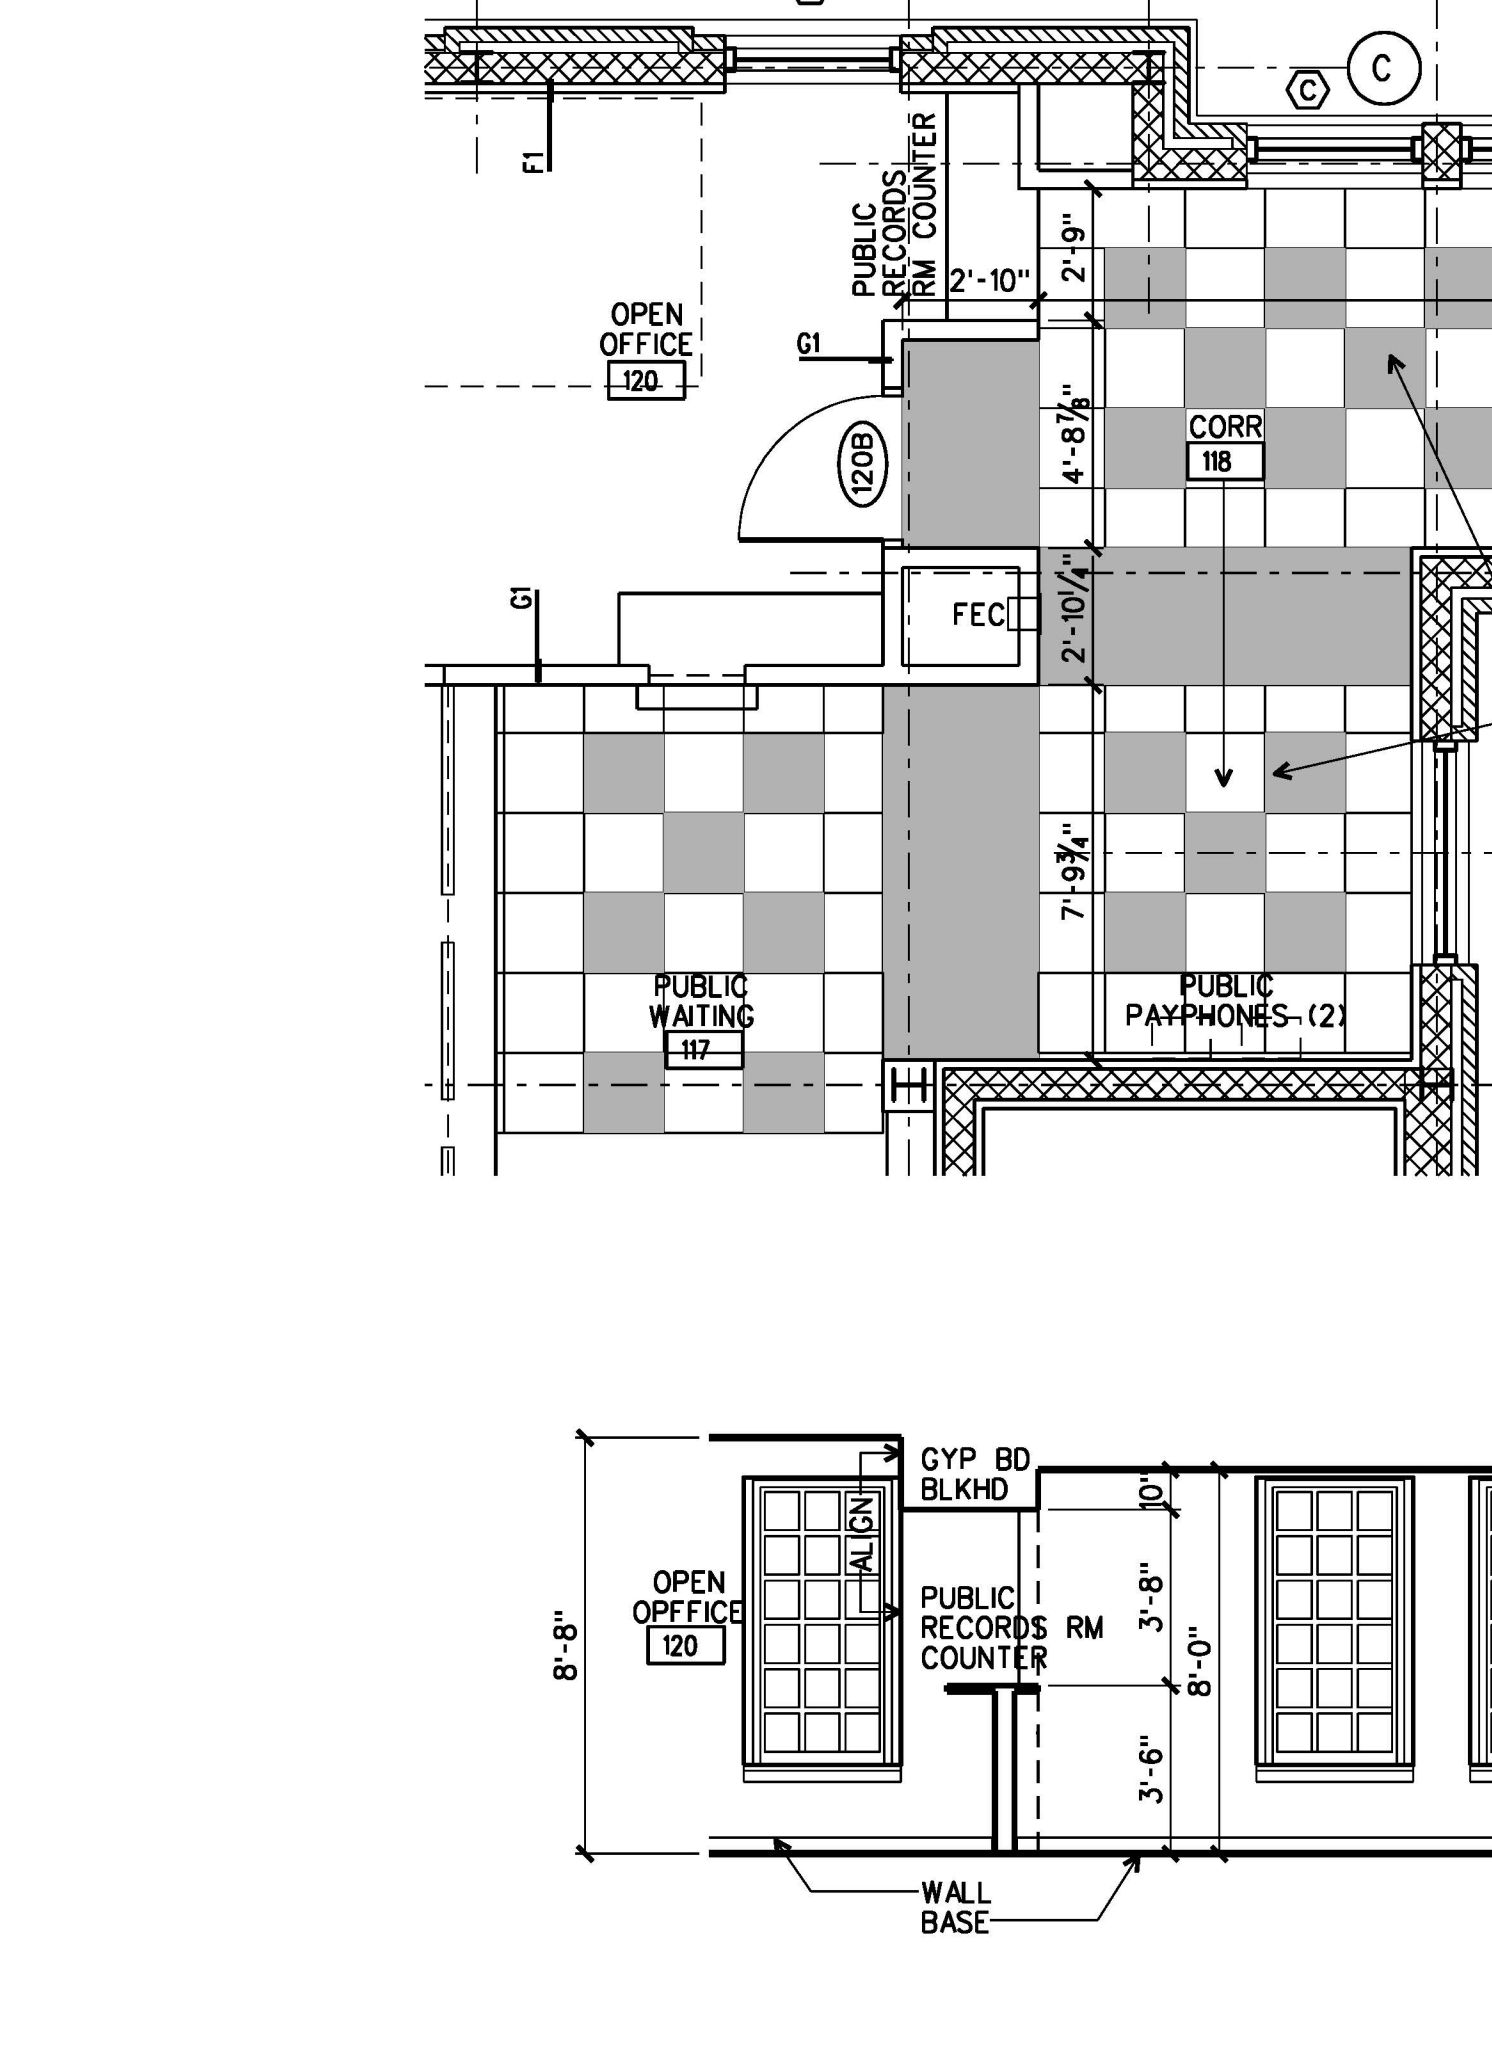 C
C
F1
PUBLIC
RECORDS
RM COUNTER
2'-9"
2'-10"
OPEN
OFFICE
120
G1
120B
4'-8⅞"
CORR
118
G1
FEC
2'-10¼"
7'-9¾"
PUBLIC
WAITING
117
PUBLIC
PAYPHONES (2)
GYP BD
BLKHD
10"
ALIGN
OPEN
OPFFICE
120
PUBLIC
RECORDS RM
COUNTER
8'-8"
3'-8"
8'-0"
3'-6"
WALL
BASE